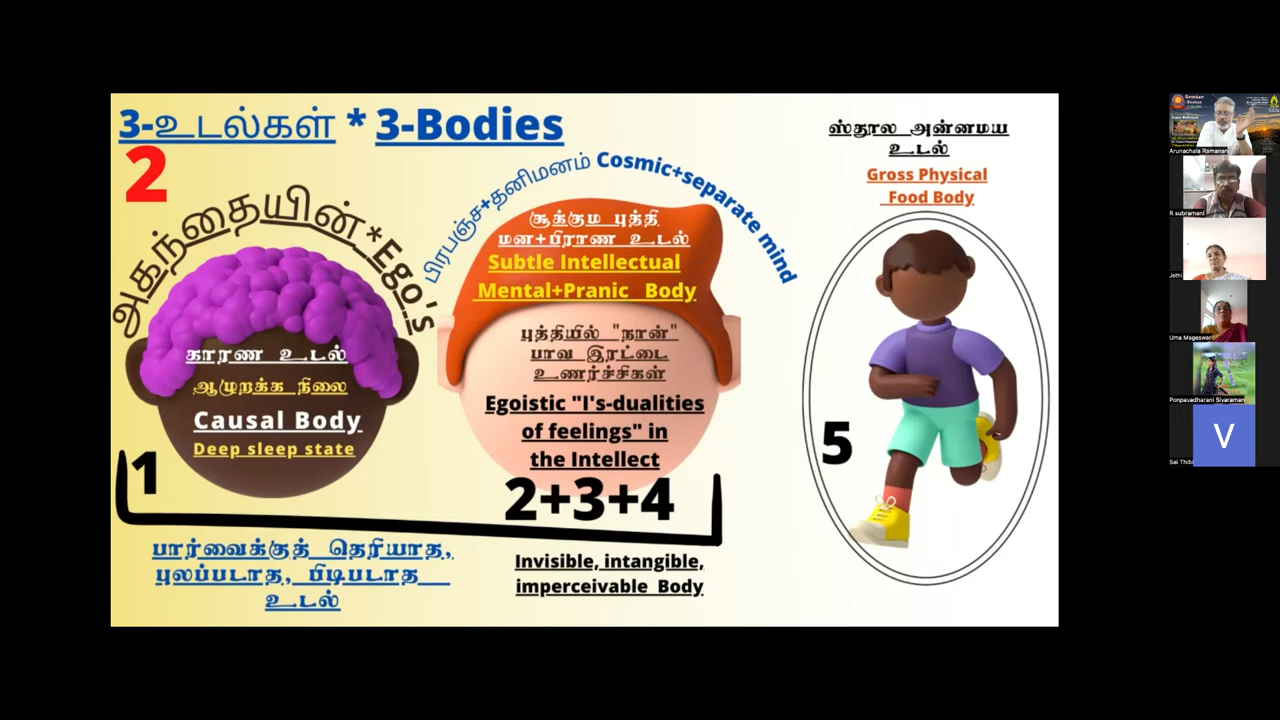 3-உடல்கள் * 3-Bodies
2
அகந்தையின்*Ego's
காரண உடல்
ஆழுறக்க நிலை
Causal Body
Deep sleep state
1
பிரபஞ்ச+தனிமனம் Cosmic+separate mind
சூக்கும புத்தி
மன+பிராண உடல்
Subtle Intellectual
Mental+Pranic Body
புத்தியில் "நான்"
பாவ இரட்டை
உணர்ச்சிகள்
Egoistic "I's-dualities
of feelings" in
the Intellect
2+3+4
பார்வைக்குத் தெரியாத,
புலப்படாத, பிடிபடாத
உடல்
Invisible, intangible,
imperceivable Body
ஸ்தூல அன்னமய
உடல்
Gross Physical
Food Body
5
Arunachala Ramanan
R.subramani
Jothi
Uma Mageswari
Ponpavadharani Sivaraman
V
Sai Thibi